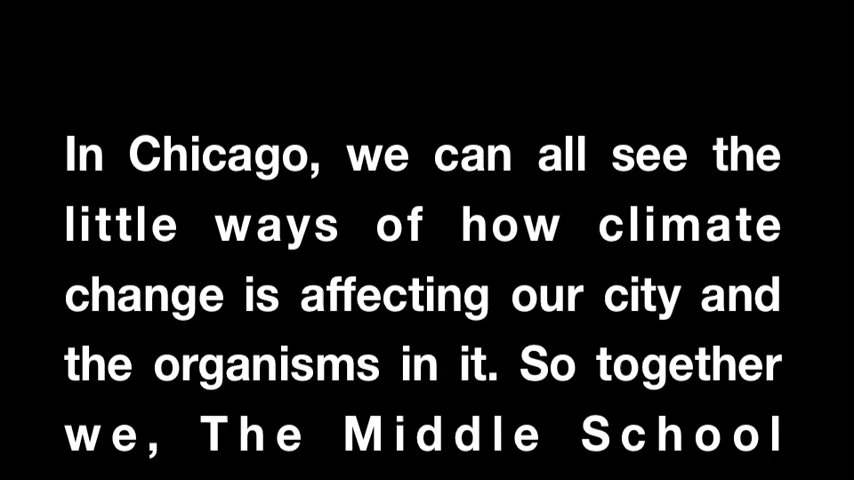 In Chicago, we can all see the
little ways of how climate
change is affecting our city and
the organisms in it. So together
we, The Middle School